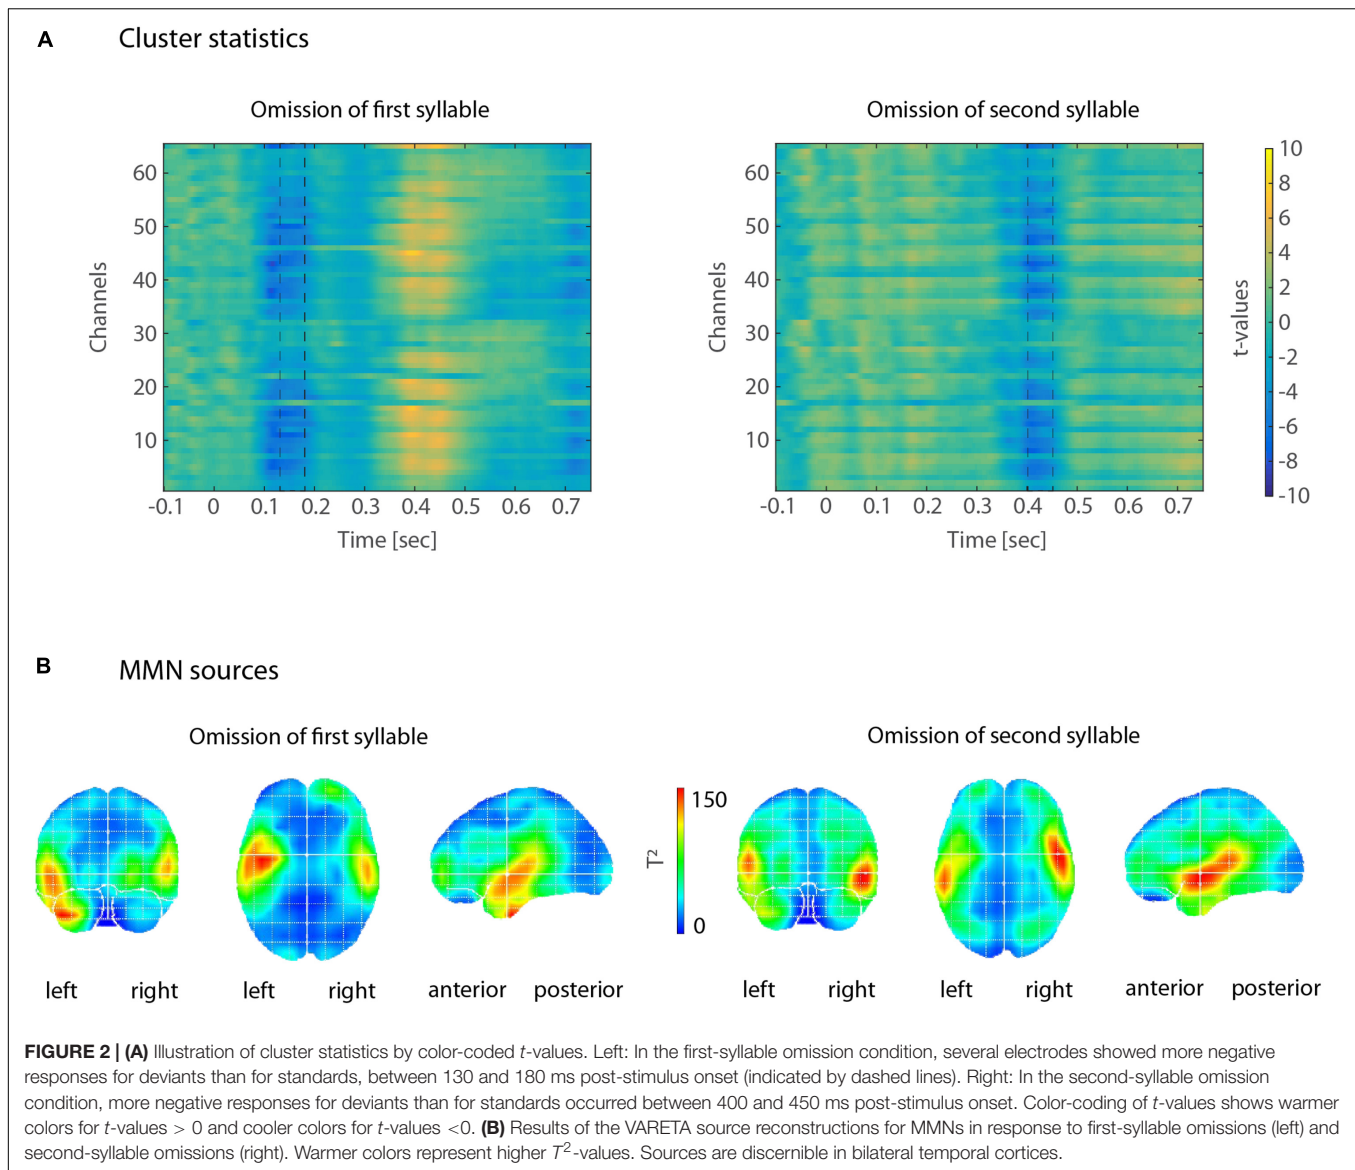 A Cluster statistics
Omission of first syllable
Omission of second syllable
Channels
60
50
40
30
20
10
-0.1 0 0.1 0.2 0.3 0.4 0.5 0.6 0.7
Time [sec]
Channels
60
50
40
30
20
10
-0.1 0 0.1 0.2 0.3 0.4 0.5 0.6 0.7
Time [sec]
10
8
6
4
2
0
-2
-4
-6
-8
-10
t-values
B MMN sources
Omission of first syllable
Omission of second syllable
150
T²
0
left right left right anterior posterior
left right left right anterior posterior
FIGURE 2 | (A) Illustration of cluster statistics by color-coded t-values. Left: In the first-syllable omission condition, several electrodes showed more negative
responses for deviants than for standards, between 130 and 180 ms post-stimulus onset (indicated by dashed lines). Right: In the second-syllable omission
condition, more negative responses for deviants than for standards occurred between 400 and 450 ms post-stimulus onset. Color-coding of t-values shows warmer
colors for t-values > 0 and cooler colors for t-values <0. (B) Results of the VARETA source reconstructions for MMNs in response to first-syllable omissions (left) and
second-syllable omissions (right). Warmer colors represent higher T²-values. Sources are discernible in bilateral temporal cortices.